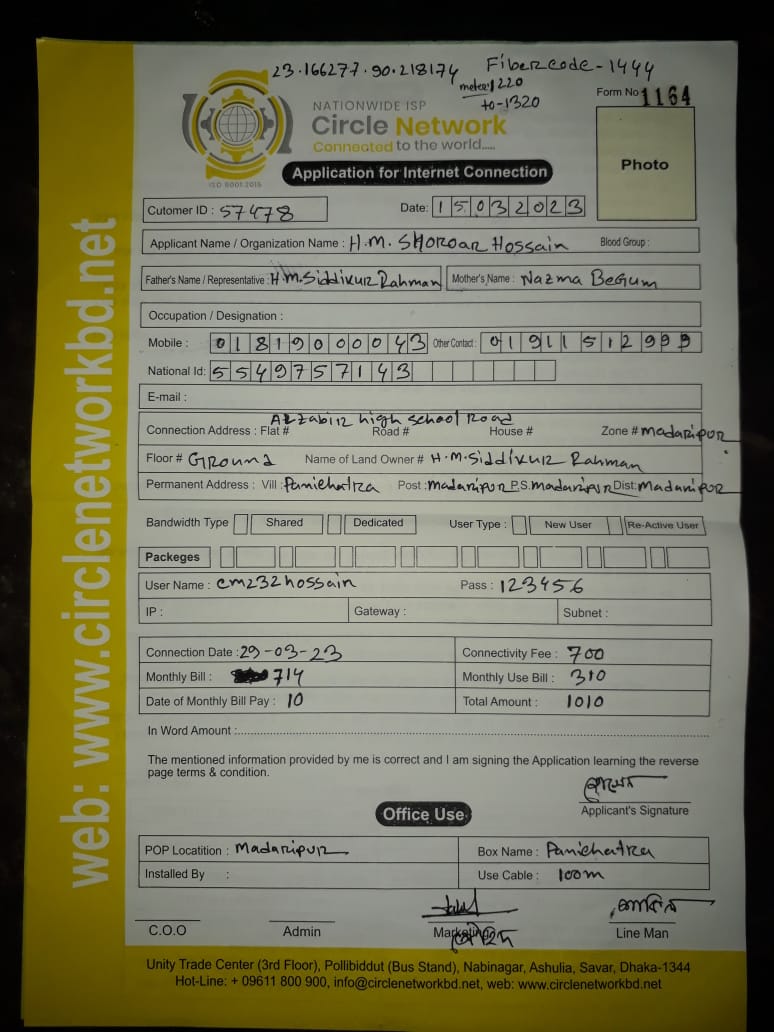 23.166277.90.218174 Fibercode-1444
meter 1220
to-1320
Form No 1164
NATIONWIDE ISP
Circle Network
Connected to the world.....
ISO 9001:2015
Application for Internet Connection
Photo
Cutomer ID : 57478 Date: 15032023
Applicant Name / Organization Name : H.M. SHOROAR Hossain Blood Group :
Father's Name / Representative : H.M.Siddikur Rahman Mother's Name : Nazma Begum
Occupation / Designation :
Mobile : 01819000043 Other Contact : 01911512999
National Id: 5549757143
E-mail :
Alzabir high school Road
Connection Address : Flat # Road # House # Zone # madaripur
Floor # Ground Name of Land Owner # H.M.Siddikur Rahman
Permanent Address : Vill : Panichatra Post : madaripur P.S. madaripur Dist: Madaripur
Bandwidth Type Shared Dedicated User Type : New User Re-Active User
Packeges
User Name : cm232hossain Pass : 123456
IP : Gateway : Subnet :
Connection Date : 29-03-23 Connectivity Fee : 700
Monthly Bill : 714 Monthly Use Bill : 310
Date of Monthly Bill Pay : 10 Total Amount : 1010
In Word Amount :
The mentioned information provided by me is correct and I am signing the Application learning the reverse
page terms & condition.
Applicant's Signature
Office Use
POP Locatition : Madaripur Box Name : Panichatra
Installed By : Use Cable : 100m
C.O.O Admin Marketing Line Man
Unity Trade Center (3rd Floor), Pollibiddut (Bus Stand), Nabinagar, Ashulia, Savar, Dhaka-1344
Hot-Line: + 09611 800 900, info@circlenetworkbd.net, web: www.circlenetworkbd.net
web: www.circlenetworkbd.net